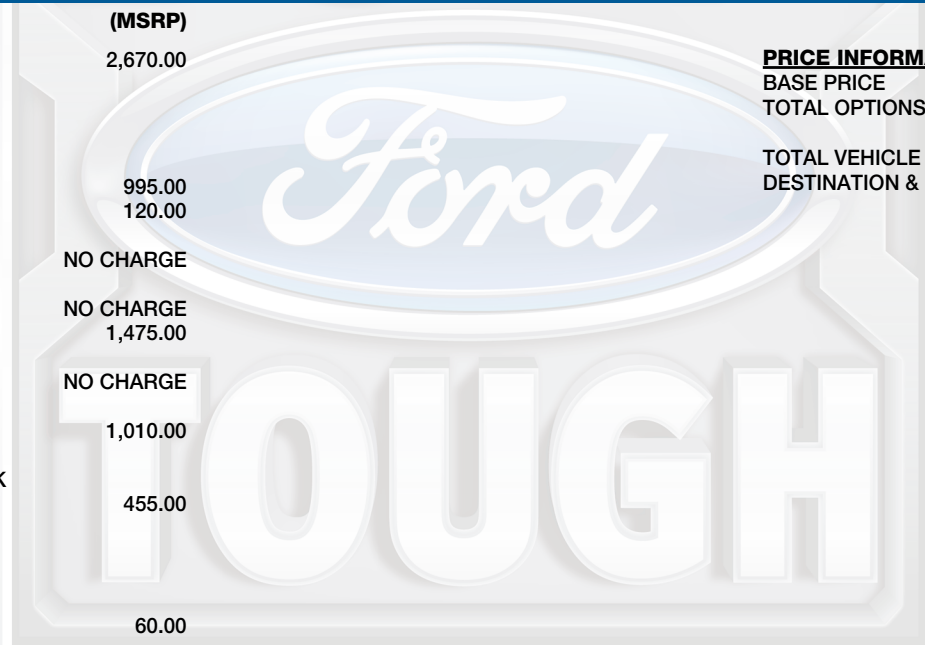 (MSRP)
2,670.00
995.00
120.00
NO CHARGE
NO CHARGE
1,475.00
NO CHARGE
1,010.00
K
455.00
60.00
PRICE INFORMA
BASE PRICE
TOTAL OPTIONS
TOTAL VEHICLE
DESTINATION &
Ford
TOUGH